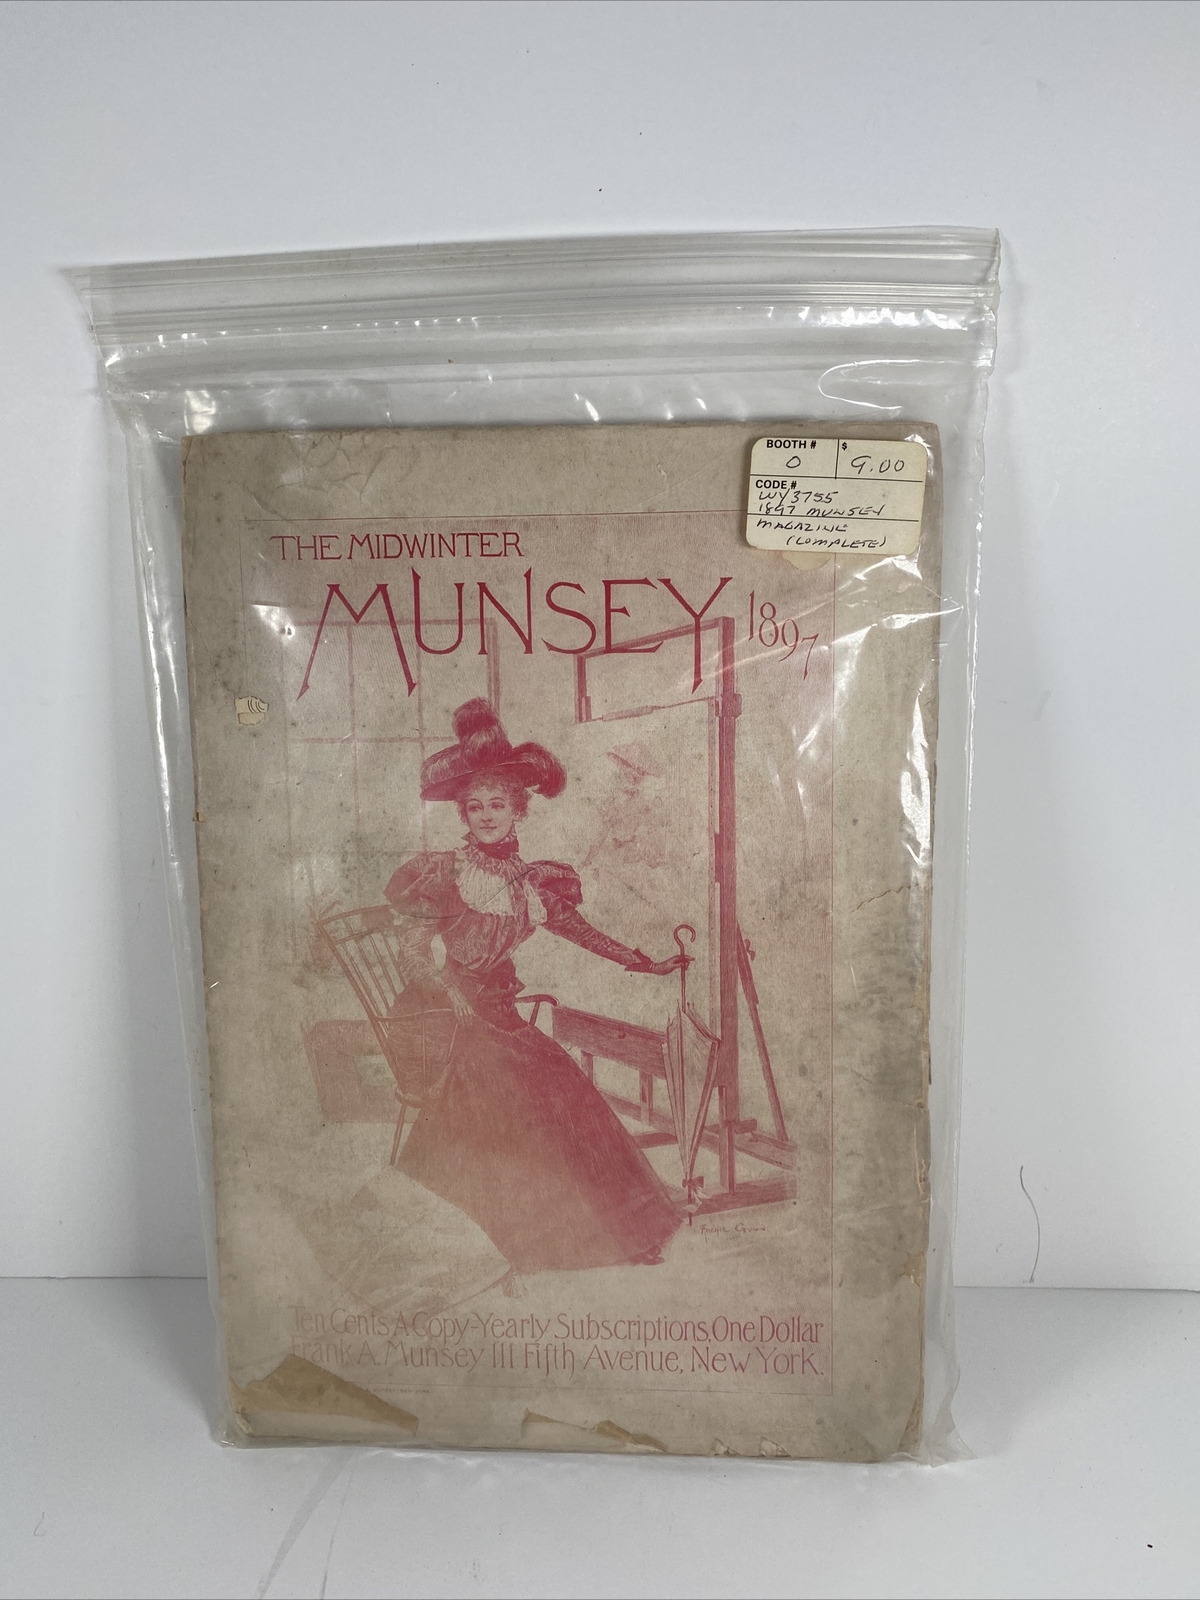 BOOTH # $
0 9.00
CODE #
WY3755
1897 MUNSEY
MAGAZINE
(COMPLETE)
THE MIDWINTER
MUNSEY 1897
Ten Cents A Copy-Yearly Subscriptions, One Dollar
Frank A. Munsey 111 Fifth Avenue, New York.